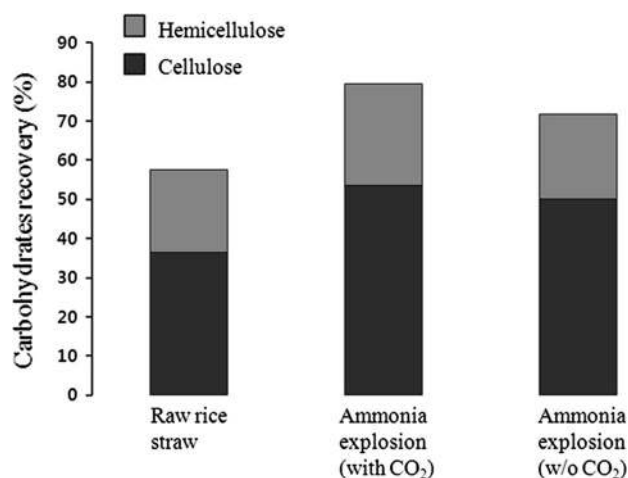 Hemicellulose
Cellulose
Carbohydrates recovery (%)
90
80
70
60
50
40
30
20
10
0
Raw rice
straw
Ammonia
explosion
(with CO₂)
Ammonia
explosion
(w/o CO₂)